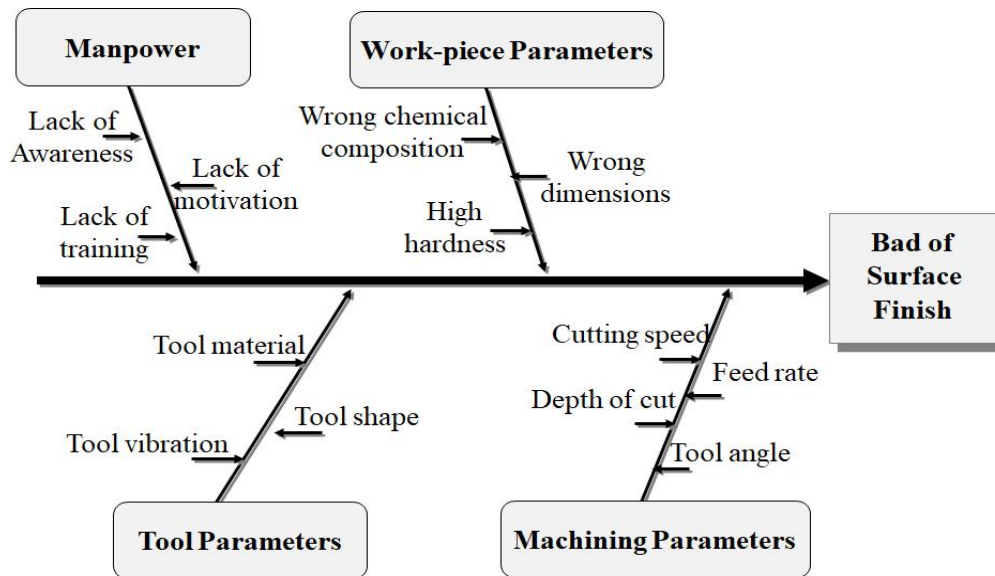 Manpower
Work-piece Parameters
Lack of
Awareness
Lack of
motivation
Lack of
training
Wrong chemical
composition
Wrong
dimensions
High
hardness
Bad of
Surface
Finish
Tool material
Tool shape
Tool vibration
Cutting speed
Feed rate
Depth of cut
Tool angle
Tool Parameters
Machining Parameters